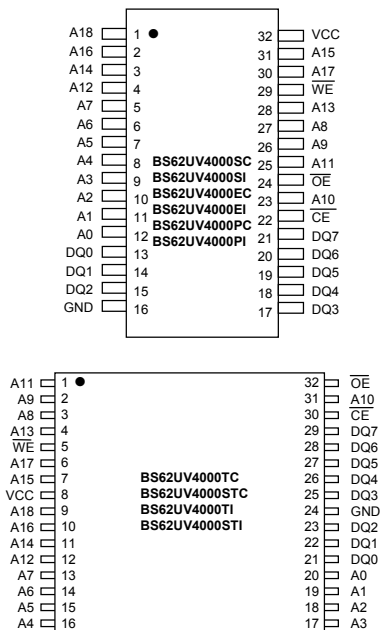 A18 1 32 VCC
A16 2 31 A15
A14 3 30 A17
A12 4 29 W̅E̅
A7 5 28 A13
A6 6 27 A8
A5 7 26 A9
A4 8 BS62UV4000SC 25 A11
A3 9 BS62UV4000SI 24 O̅E̅
A2 10 BS62UV4000EC 23 A10
A1 11 BS62UV4000EI 22 C̅E̅
A0 12 BS62UV4000PC 21 DQ7
DQ0 13 BS62UV4000PI 20 DQ6
DQ1 14 19 DQ5
DQ2 15 18 DQ4
GND 16 17 DQ3
A11 1 32 O̅E̅
A9 2 31 A10
A8 3 30 C̅E̅
A13 4 29 DQ7
W̅E̅ 5 28 DQ6
A17 6 27 DQ5
A15 7 BS62UV4000TC 26 DQ4
VCC 8 BS62UV4000STC 25 DQ3
A18 9 BS62UV4000TI 24 GND
A16 10 BS62UV4000STI 23 DQ2
A14 11 22 DQ1
A12 12 21 DQ0
A7 13 20 A0
A6 14 19 A1
A5 15 18 A2
A4 16 17 A3